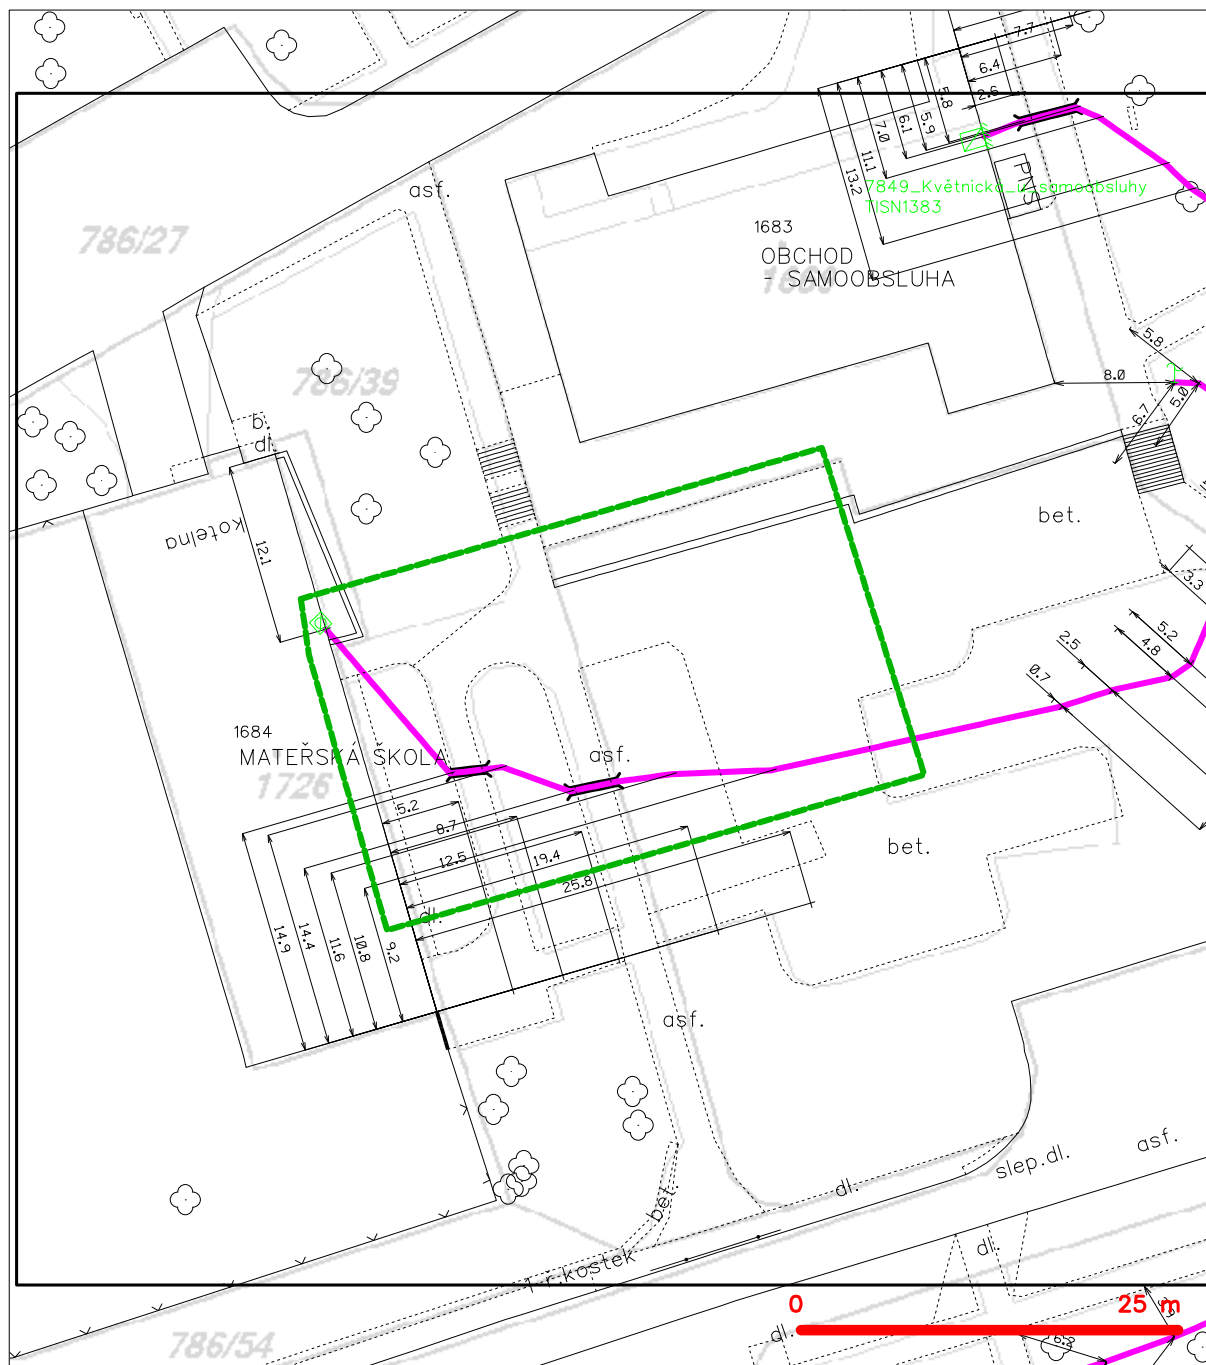 7.7
6.4
2.6
5.8
5.9
6.1
7.0
11.1
13.2
PNS
7849_Květnická_u_samoobsluhy
TISN1383
asf.
786/27
1683
OBCHOD
- SAMOOBSLUHA
5.8
8.0
5.0
6.7
786/39
b.
dl.
kotelna
12.1
bet.
3.3
5.2
4.8
2.5
0.7
1684
MATEŘSKÁ ŠKOLA
1726
asf.
5.2
8.7
12.5
19.4
25.8
bet.
dl.
14.9
14.4
11.6
10.8
9.2
asf.
asf.
slep.dl.
dl.
bet.
1.r.kostek
dl.
0
25 m
dl.
6.2
786/54